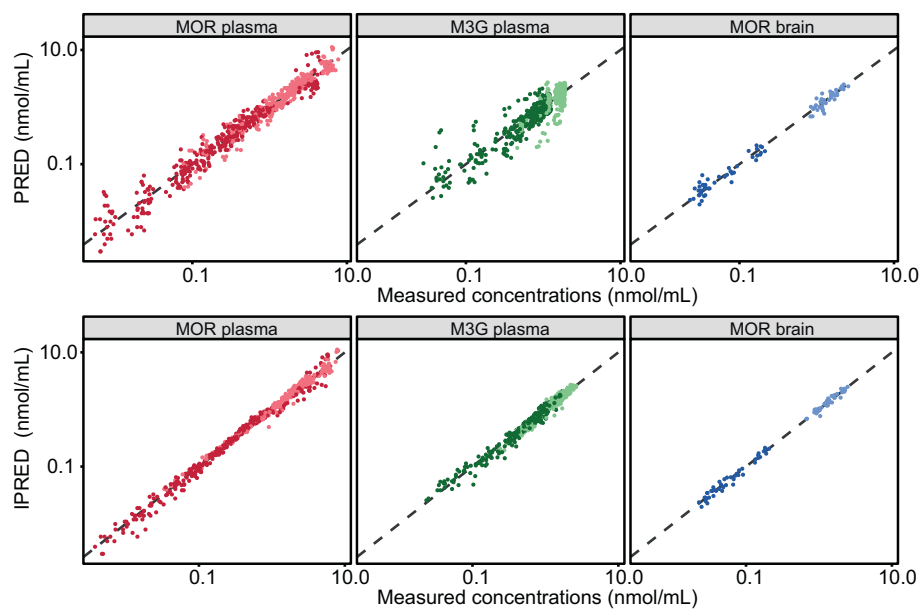 MOR plasma M3G plasma MOR brain
10.0
PRED (nmol/mL)
0.1
0.1 10.0 0.1 10.0 0.1 10.0
Measured concentrations (nmol/mL)
MOR plasma M3G plasma MOR brain
10.0
IPRED (nmol/mL)
0.1
0.1 10.0 0.1 10.0 0.1 10.0
Measured concentrations (nmol/mL)